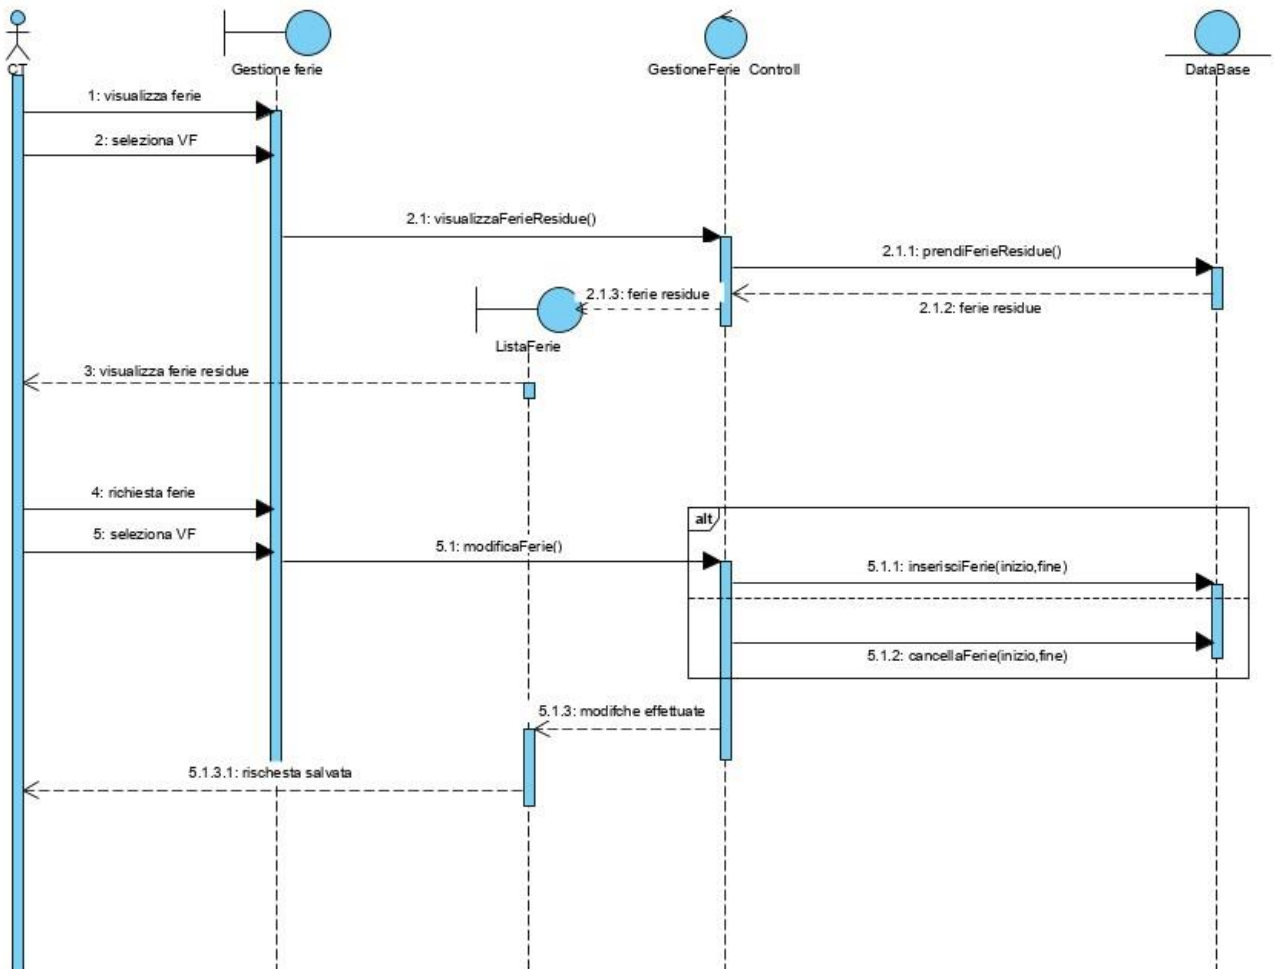 CT
Gestione ferie
GestioneFerie Controll
DataBase
1: visualizza ferie
2: seleziona VF
2.1: visualizzaFerieResidue()
2.1.1: prendiFerieResidue()
2.1.3: ferie residue
2.1.2: ferie residue
ListaFerie
3: visualizza ferie residue
4: richiesta ferie
alt
5: seleziona VF
5.1: modificaFerie()
5.1.1: inserisciFerie(inizio,fine)
5.1.2: cancellaFerie(inizio,fine)
5.1.3: modifche effettuate
5.1.3.1: rischesta salvata